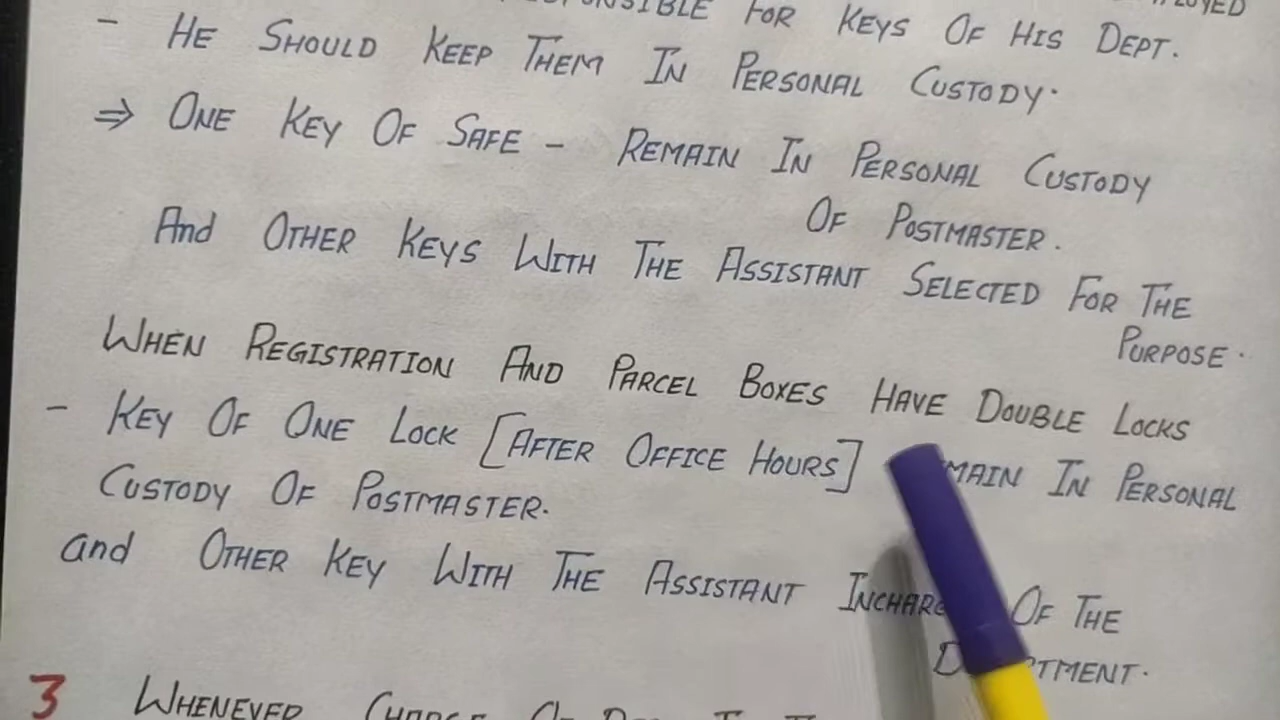 FOR KEYS OF HIS DEPT.
- HE SHOULD KEEP THEM IN PERSONAL CUSTODY.
⇒ ONE KEY OF SAFE - REMAIN IN PERSONAL CUSTODY
OF POSTMASTER.
And OTHER KEYS WITH THE ASSISTANT SELECTED FOR THE
PURPOSE.
WHEN REGISTRATION AND PARCEL BOXES HAVE DOUBLE LOCKS
- KEY OF ONE LOCK [AFTER OFFICE HOURS] IN PERSONAL
CUSTODY OF POSTMASTER.
and OTHER KEY WITH THE ASSISTANT OF THE
3 WHENEVER CHARGE OF